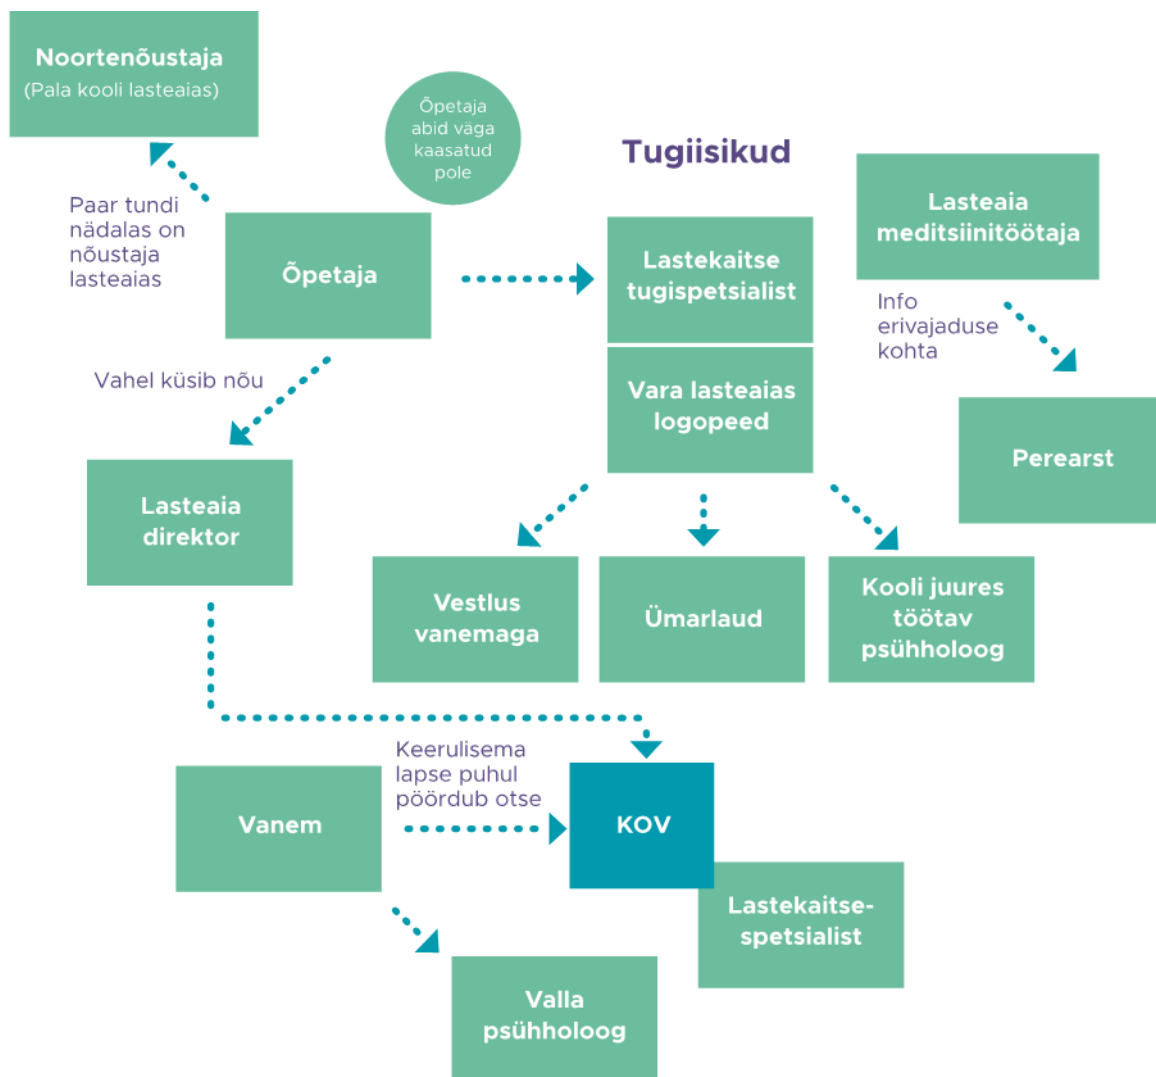 Noortenõustaja
(Pala kooli lasteaias)
Õpetaja
abid väga
kaasatud
pole
Tugiisikud
Lasteaia
meditsiinitöötaja
Paar tundi
nädalas on
nõustaja
lasteaias
Õpetaja
Lastekaitse
tugispetsialist
Info
erivajaduse
kohta
Vahel küsib nõu
Vara lasteaias
logopeed
Perearst
Lasteaia
direktor
Vestlus
vanemaga
Ümarlaud
Kooli juures
töötav
psühholoog
Keerulisema
lapse puhul
pöördub otse
Vanem
KOV
Lastekaitse-
spetsialist
Valla
psühholoog